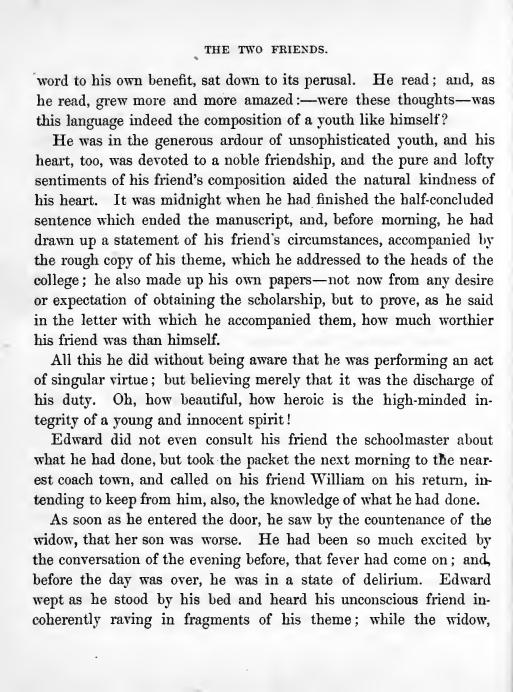 THE TWO FRIENDS.
word to his own benefit, sat down to its perusal. He read; and, as
he read, grew more and more amazed:—were these thoughts—was
this language indeed the composition of a youth like himself?
He was in the generous ardour of unsophisticated youth, and his
heart, too, was devoted to a noble friendship, and the pure and lofty
sentiments of his friend's composition aided the natural kindness of
his heart. It was midnight when he had finished the half-concluded
sentence which ended the manuscript, and, before morning, he had
drawn up a statement of his friend's circumstances, accompanied by
the rough copy of his theme, which he addressed to the heads of the
college; he also made up his own papers—not now from any desire
or expectation of obtaining the scholarship, but to prove, as he said
in the letter with which he accompanied them, how much worthier
his friend was than himself.
All this he did without being aware that he was performing an act
of singular virtue; but believing merely that it was the discharge of
his duty. Oh, how beautiful, how heroic is the high-minded in-
tegrity of a young and innocent spirit!
Edward did not even consult his friend the schoolmaster about
what he had done, but took the packet the next morning to the near-
est coach town, and called on his friend William on his return, in-
tending to keep from him, also, the knowledge of what he had done.
As soon as he entered the door, he saw by the countenance of the
widow, that her son was worse. He had been so much excited by
the conversation of the evening before, that fever had come on; and,
before the day was over, he was in a state of delirium. Edward
wept as he stood by his bed and heard his unconscious friend in-
coherently raving in fragments of his theme; while the widow,